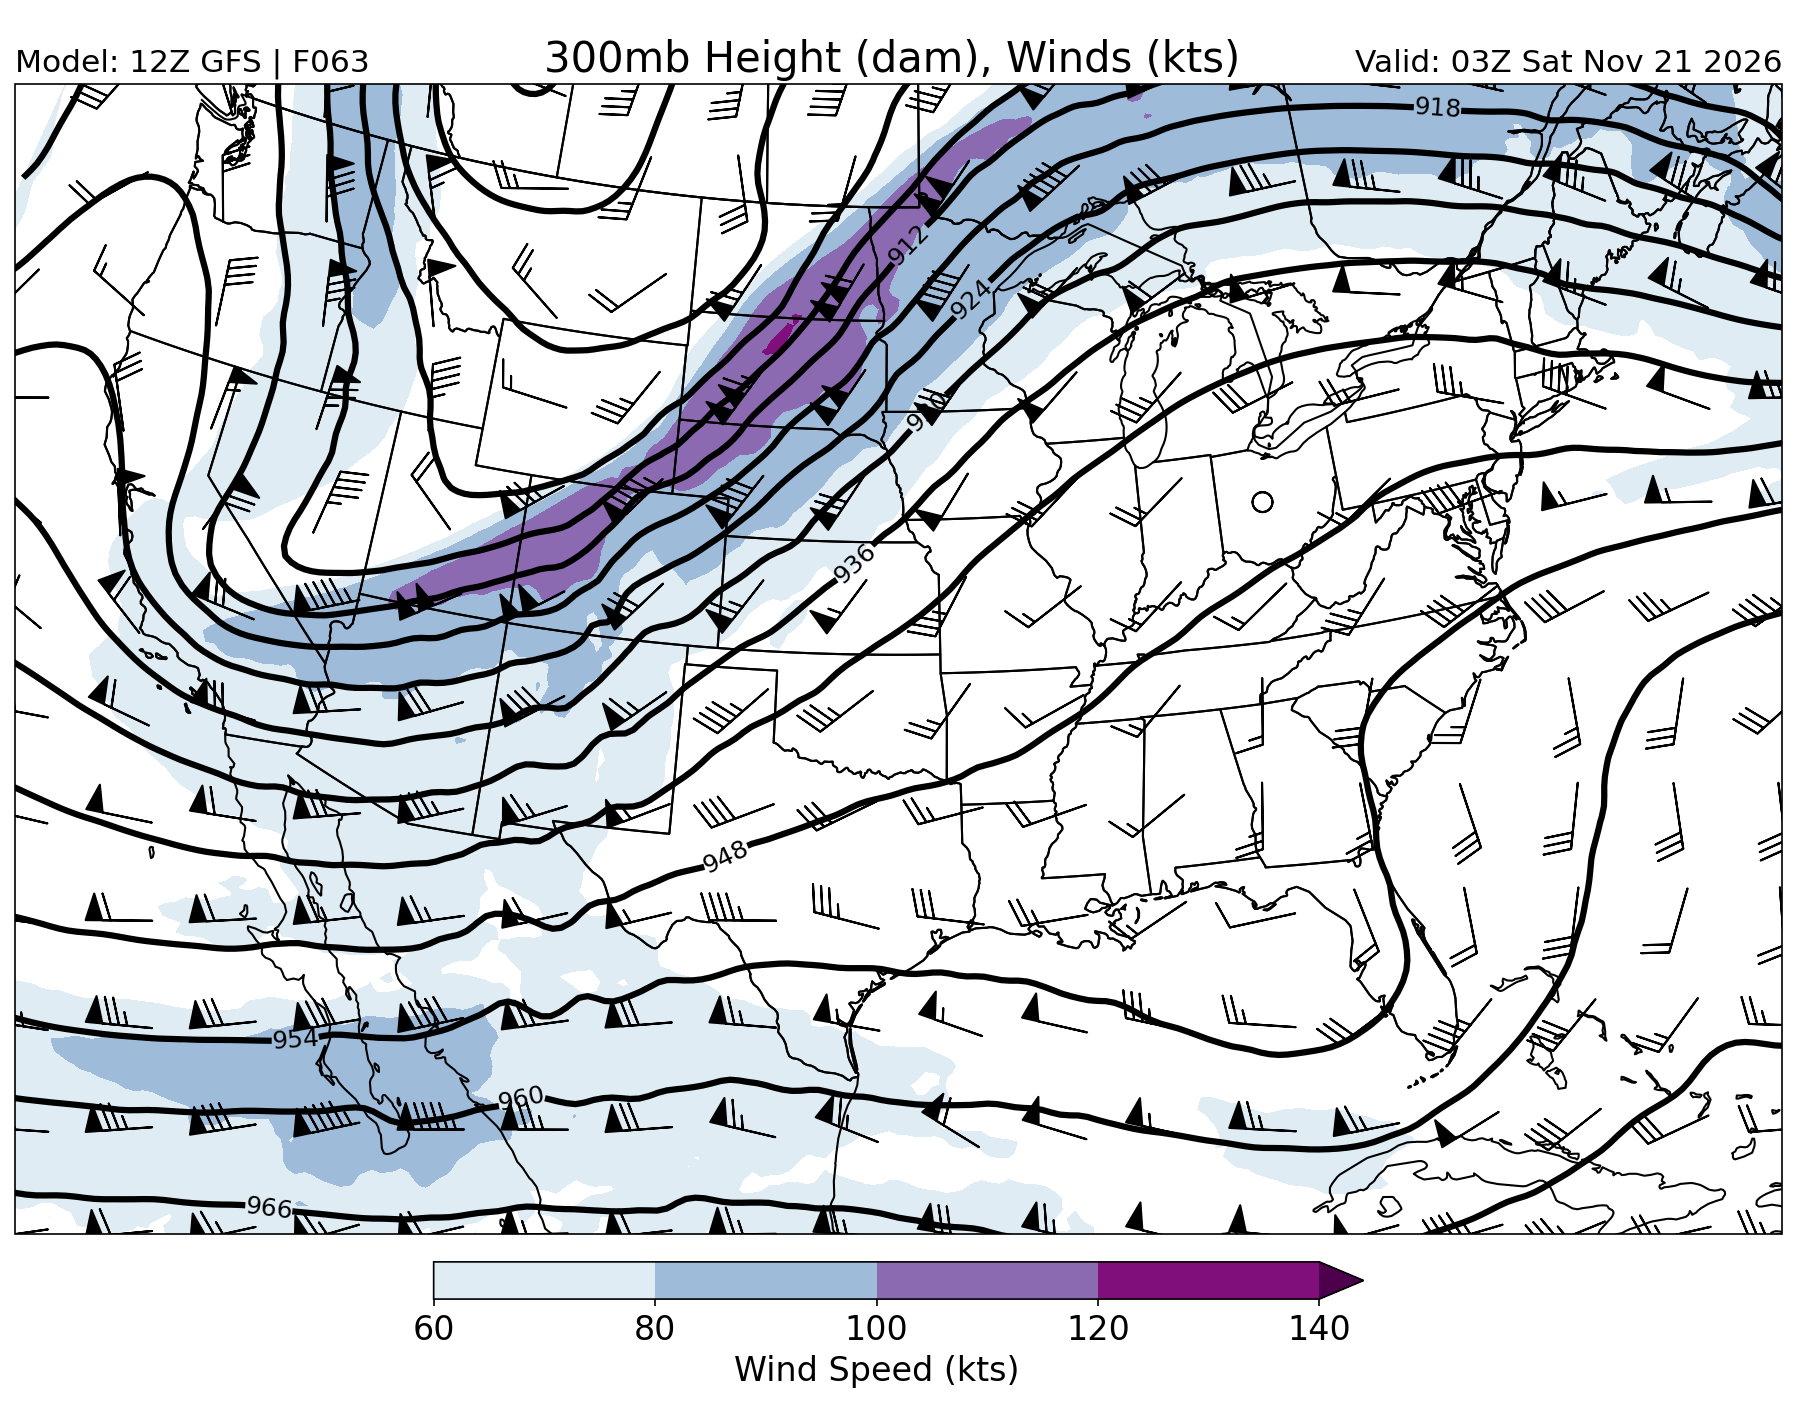 Model: 12Z GFS | F063
300mb Height (dam), Winds (kts)
Valid: 03Z Sat Nov 21 2026
918
912
924
930
936
948
954
960
966
60 80 100 120 140
Wind Speed (kts)